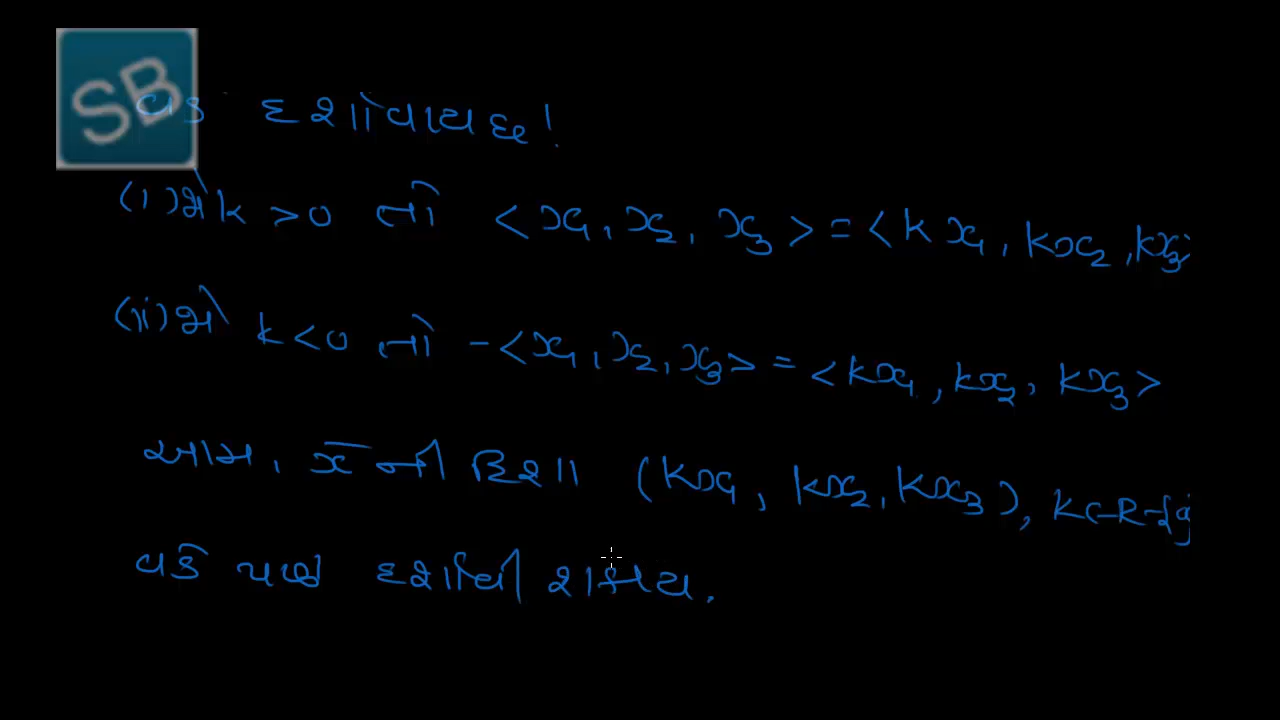 SB
વડે દર્શાવાય છે!
(i) જો k > 0 તો < x1, x2, x3 > = < k x1, kx2, kx3
(ii) જો k < 0 તો - < x1, x2, x3 > = < kx1, kx2, kx3 >
આમ, x̄ ની દિશા (kx1, kx2, kx3), K ∈ R - {0
વડે પણ દર્શાવી શકાય.